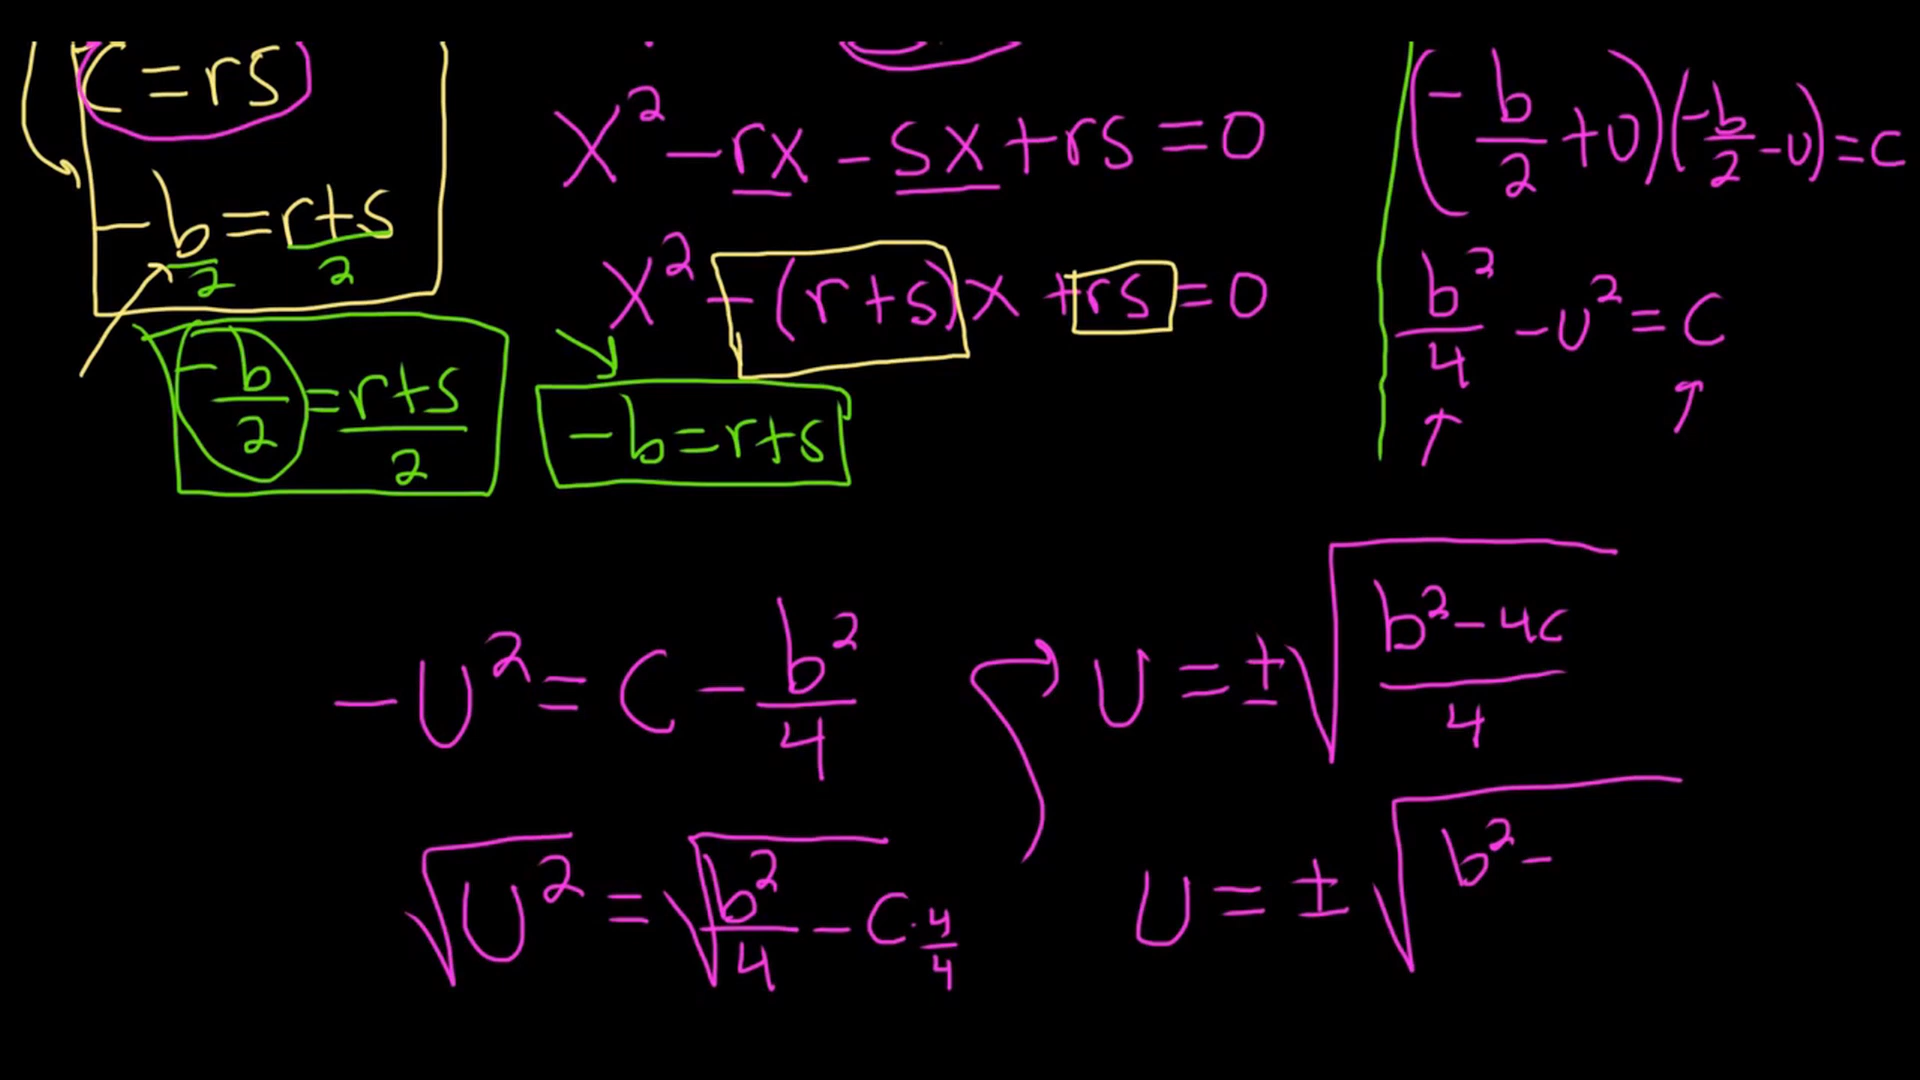 C = rs
-b/2 = r+s/2
-b/2 = r+s/2
x² - rx - sx + rs = 0
x² - (r+s)x + rs = 0
-b = r+s
(-b/2 + u)(-b/2 - u) = c
b²/4 - u² = c
-u² = c - b²/4
√u² = √b²/4 - c · 4/4
u = ±√b² - 4c/4
u = ±√b² -